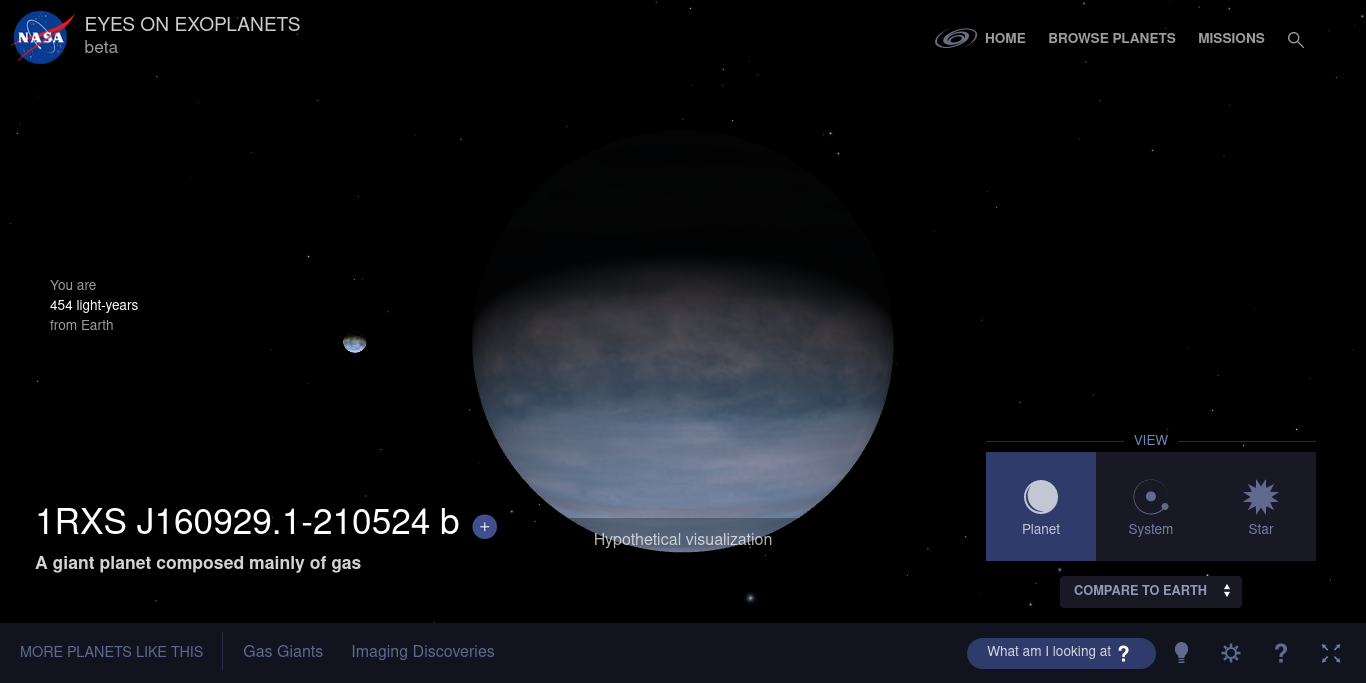 NASA
EYES ON EXOPLANETS
beta
HOME
BROWSE PLANETS
MISSIONS
You are
454 light-years
from Earth
VIEW
Planet
System
Star
1RXS J160929.1-210524 b +
A giant planet composed mainly of gas
Hypothetical visualization
COMPARE TO EARTH
MORE PLANETS LIKE THIS
Gas Giants
Imaging Discoveries
What am I looking at ?
?